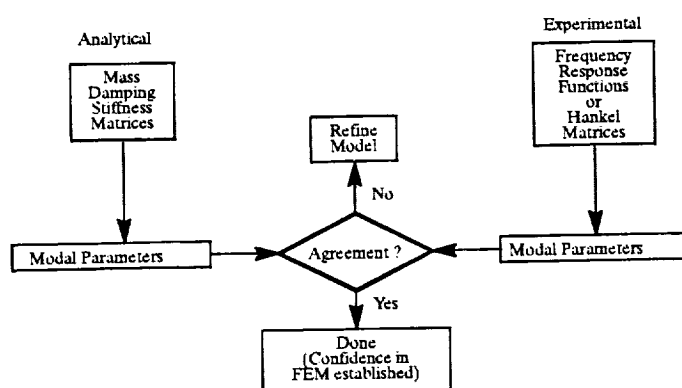 Analytical
Experimental
Mass
Damping
Stiffness
Matrices
Frequency
Response
Functions
or
Hankel
Matrices
Refine
Model
No
Modal Parameters
Agreement ?
Modal Parameters
Yes
Done
(Confidence in
FEM established)